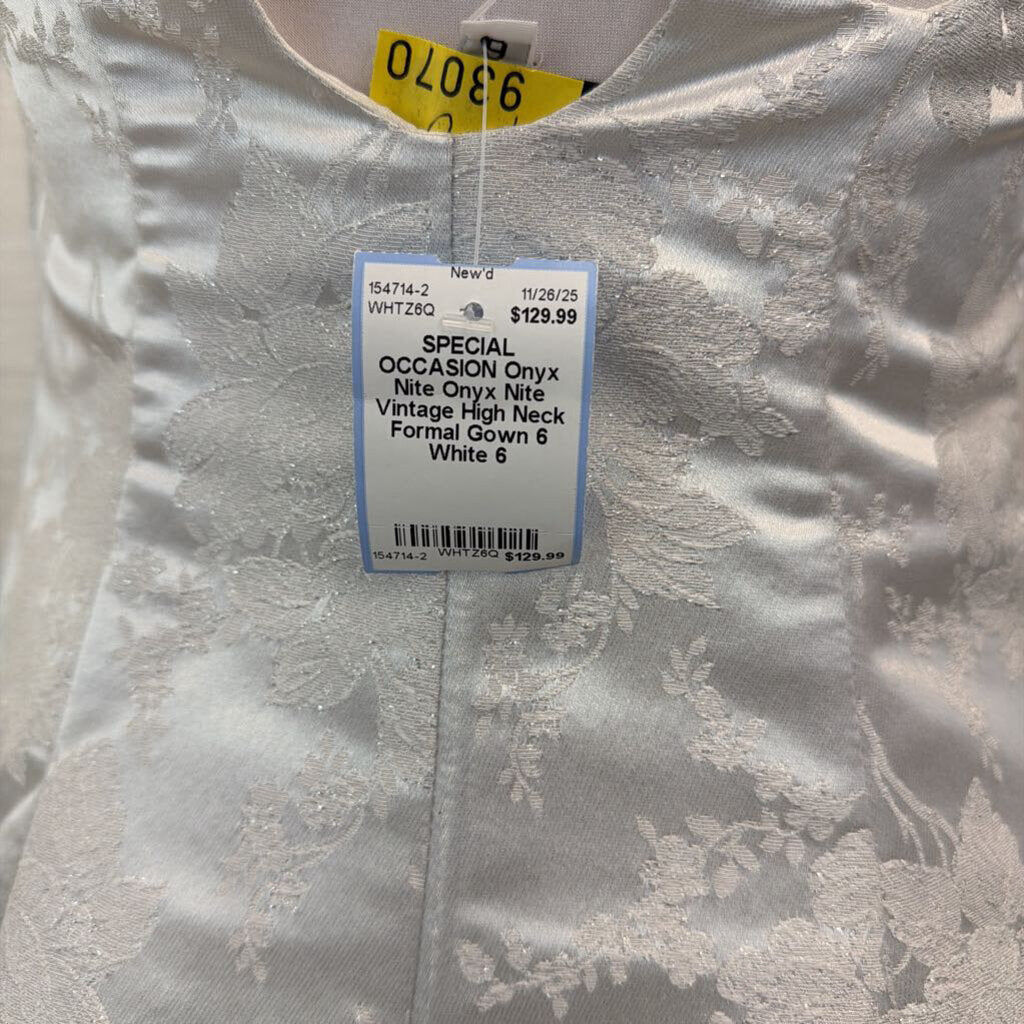 6
93070
New'd
154714-2 11/26/25
WHTZ6Q $129.99
SPECIAL
OCCASION Onyx
Nite Onyx Nite
Vintage High Neck
Formal Gown 6
White 6
154714-2 WHTZ6Q $129.99